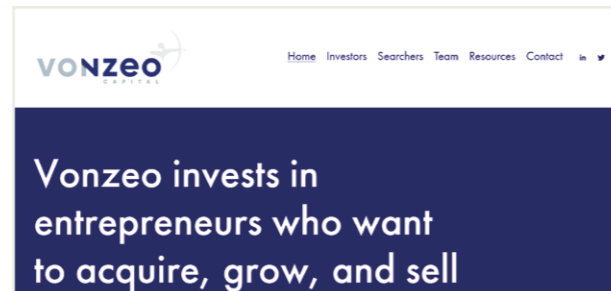 VONZEO
CAPITAL
Home Investors Searchers Team Resources Contact in
Vonzeo invests in
entrepreneurs who want
to acquire, grow, and sell